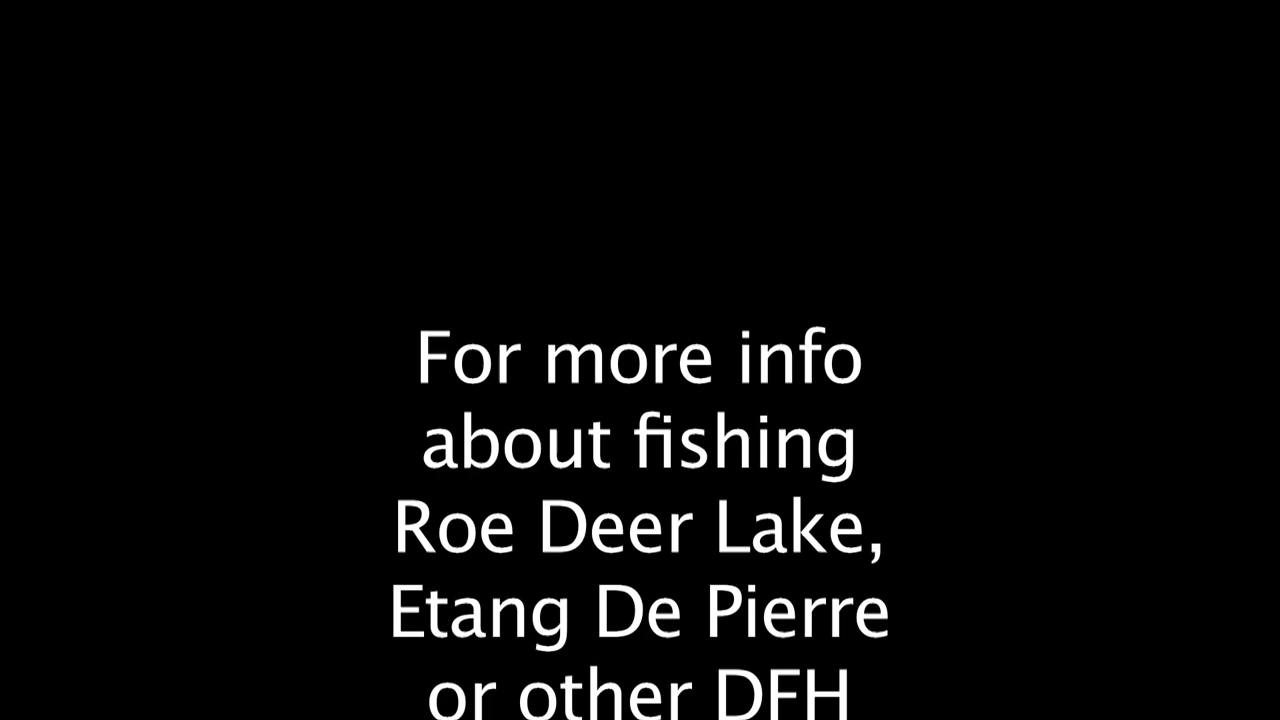 For more info
about fishing
Roe Deer Lake,
Etang De Pierre
or other DFH